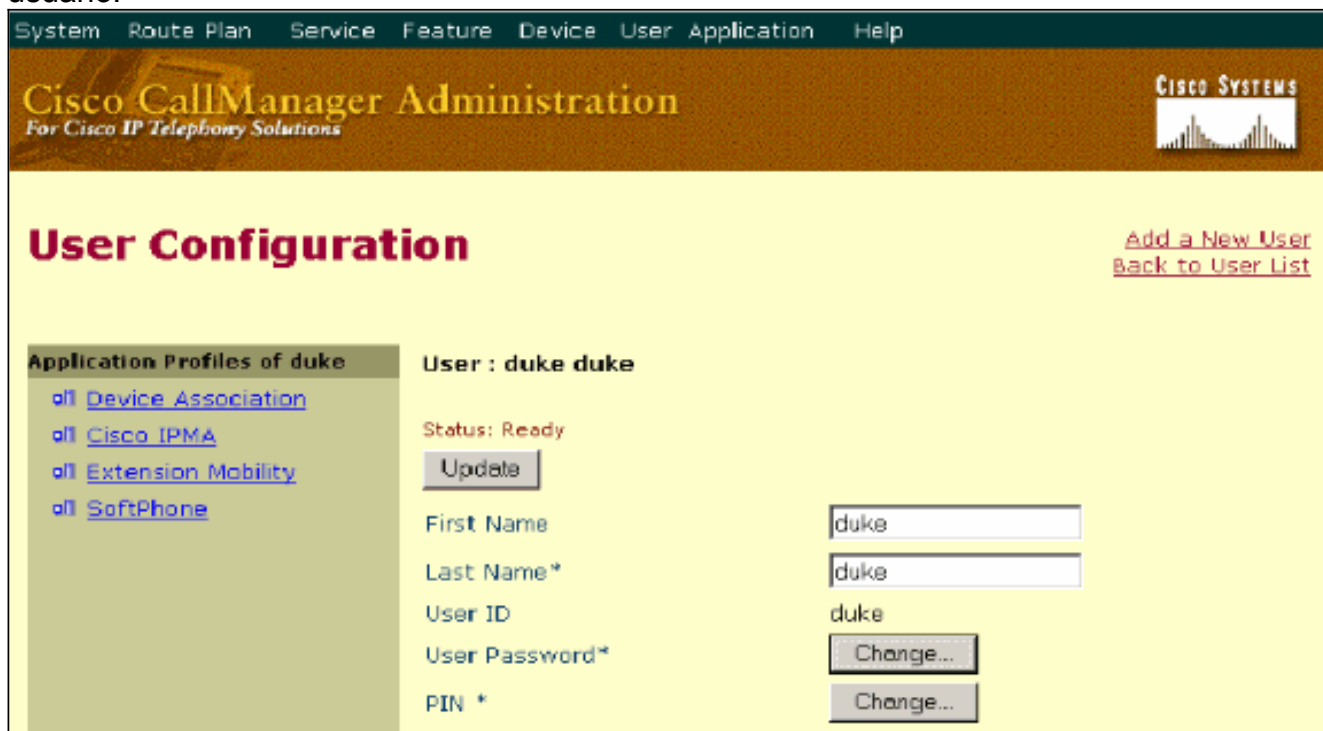 usuario.
System Route Plan Service Feature Device User Application Help
Cisco CallManager Administration
For Cisco IP Telephony Solutions
CISCO SYSTEMS
User Configuration
Add a New User
Back to User List
Application Profiles of duke
Device Association
Cisco IPMA
Extension Mobility
SoftPhone
User : duke duke
Status: Ready
Update
First Name duke
Last Name* duke
User ID duke
User Password* Change...
PIN * Change...